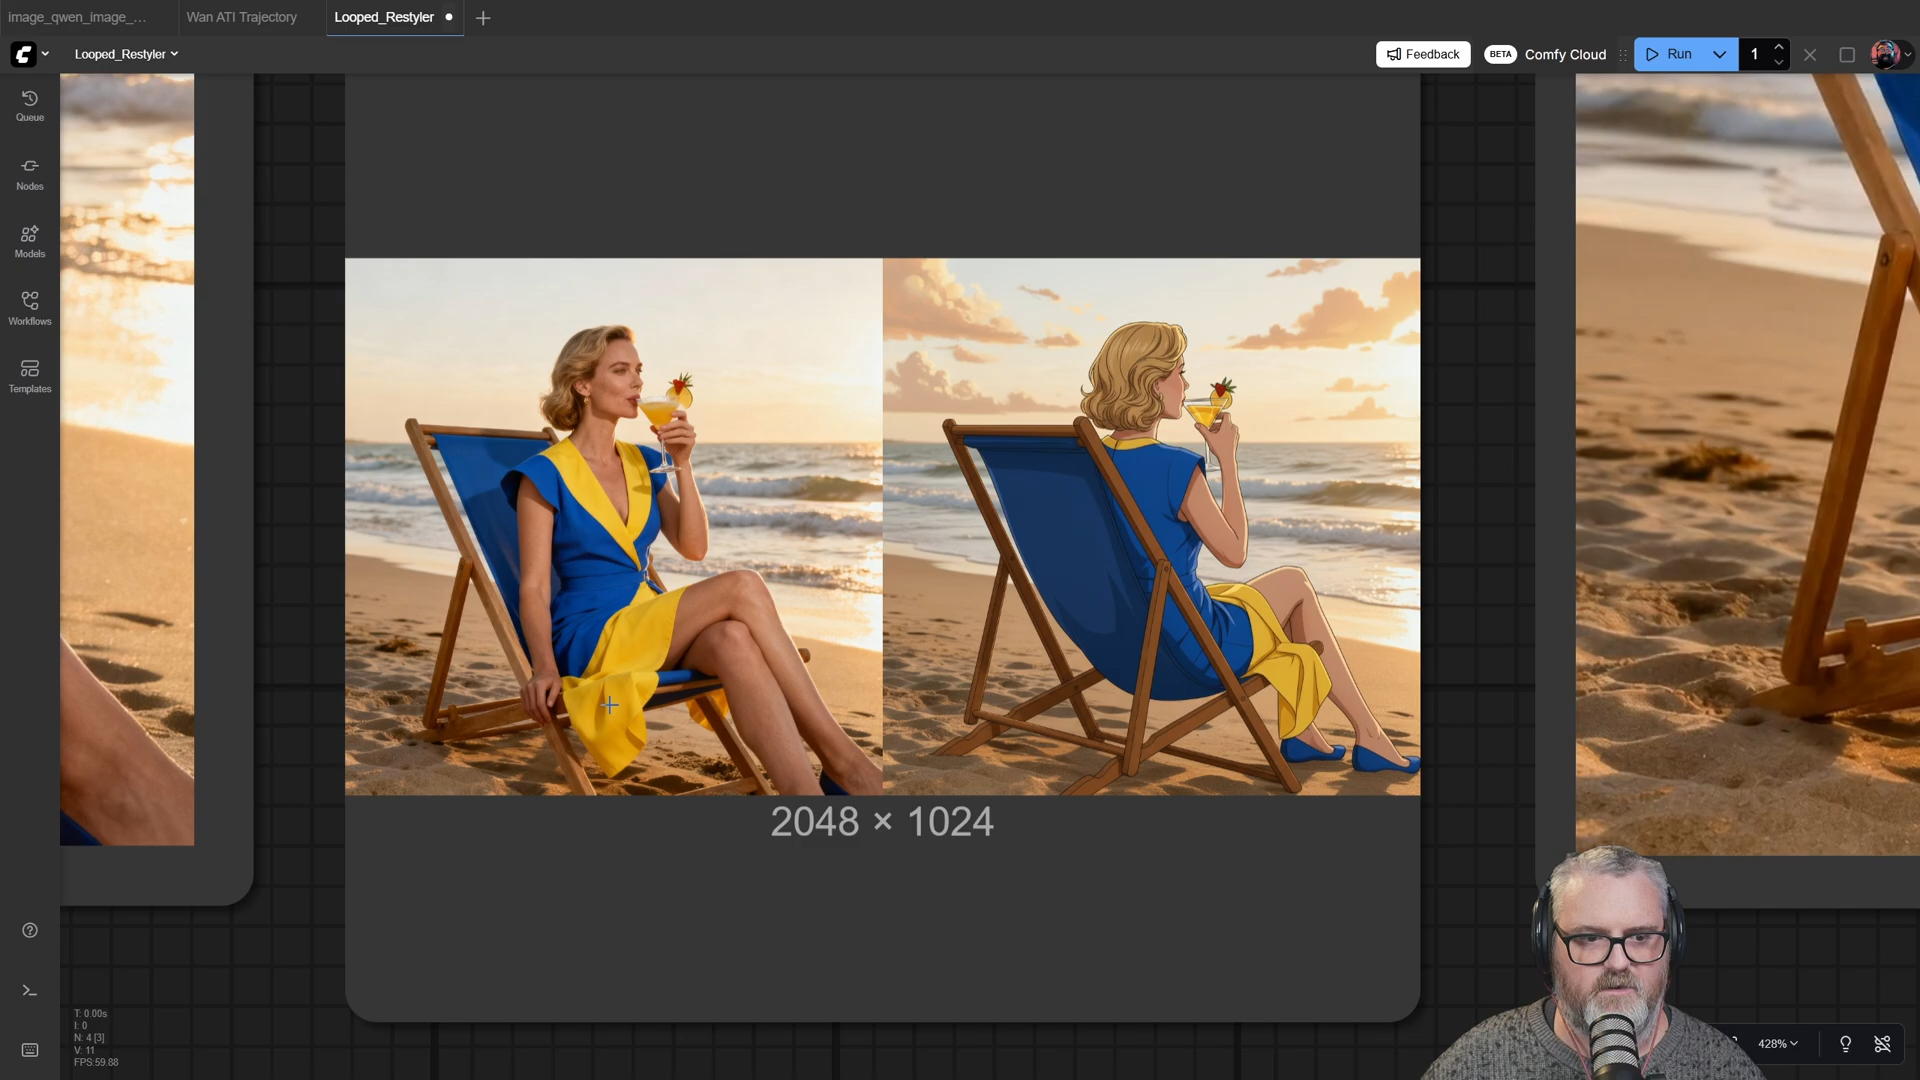 image_qwen_image_...
Wan ATI Trajectory
Looped_Restyler
Looped_Restyler
Feedback
BETA
Comfy Cloud
Run
1
Queue
Nodes
Models
Workflows
Templates
2048 × 1024
T: 0.00s
I: 0
N: 4 [3]
V: 11
FPS:59.88
428%